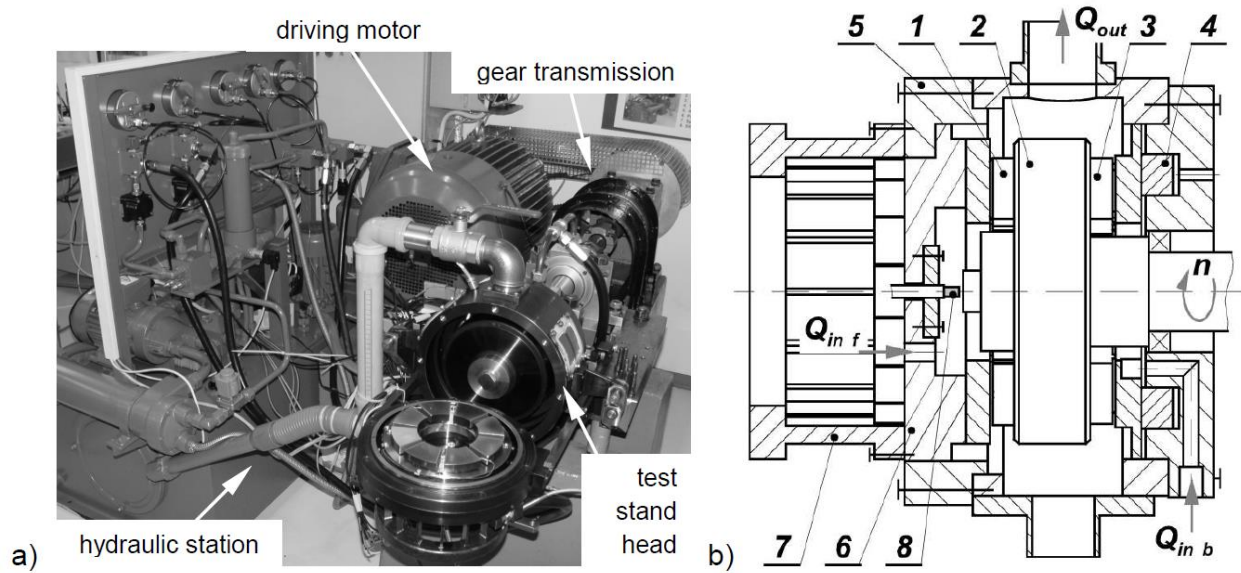 driving motor
gear transmission
hydraulic station
test
stand
head
a)
5 1 2 Q_out 3 4
n
Q_in f
7 6 8 b) Q_in b